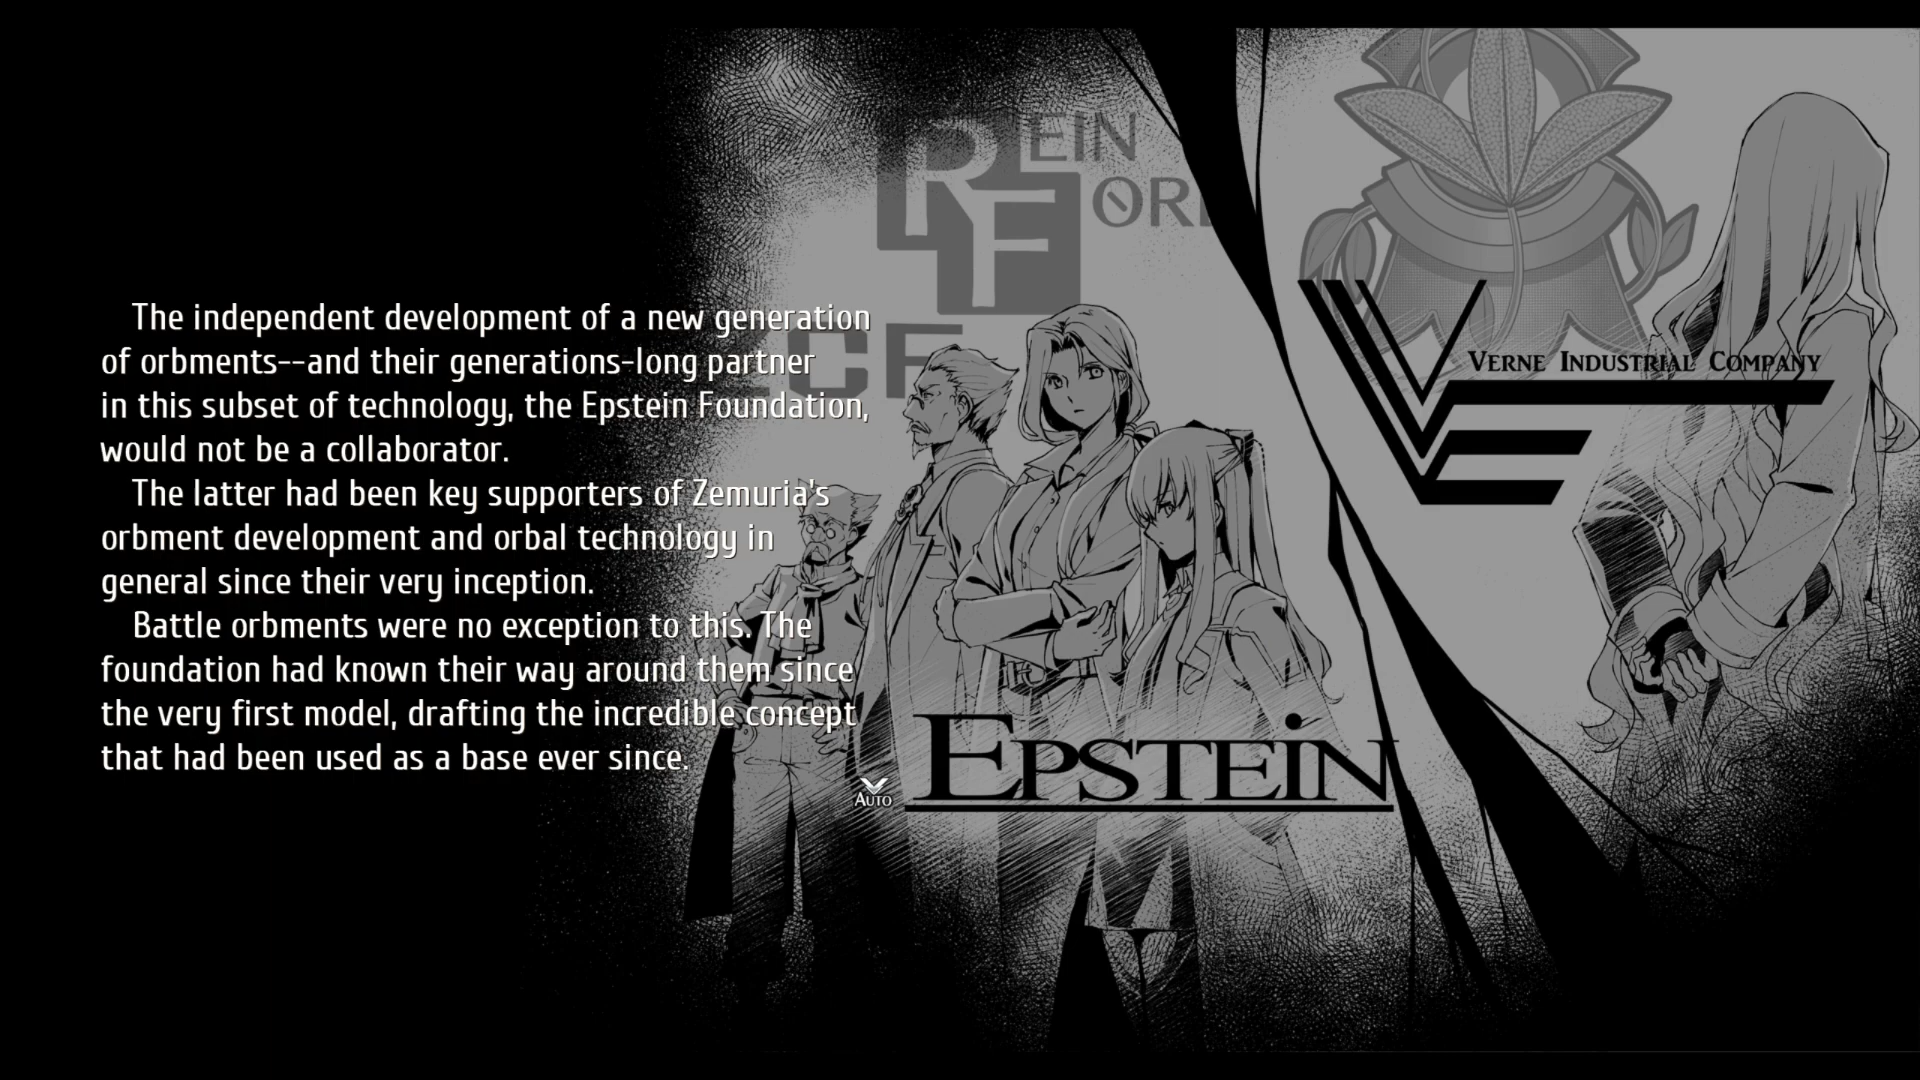 The independent development of a new generation
of orbments--and their generations-long partner
in this subset of technology, the Epstein Foundation,
would not be a collaborator.
The latter had been key supporters of Zemuria's
orbment development and orbal technology in
general since their very inception.
Battle orbments were no exception to this. The
foundation had known their way around them since
the very first model, drafting the incredible concept
that had been used as a base ever since.
AUTO
REIN
F
CF
EPSTEIN
VERNE INDUSTRIAL COMPANY